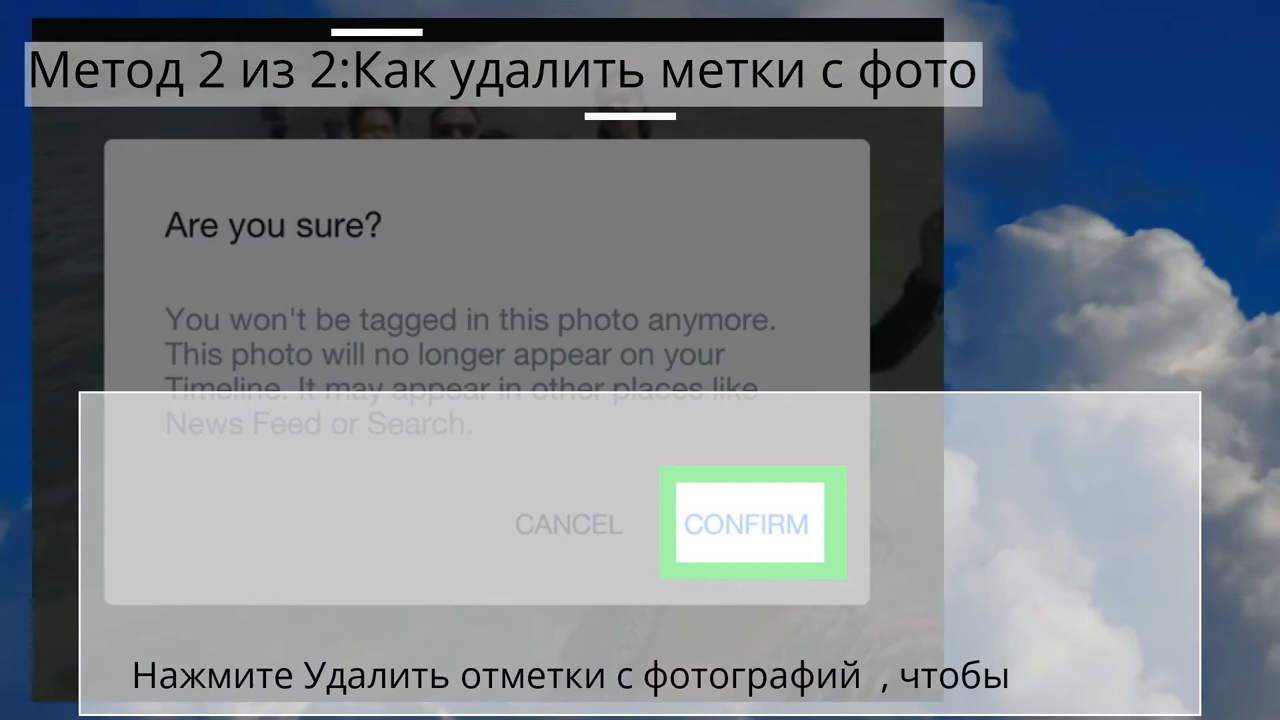 Метод 2 из 2:Как удалить метки с фото
Are you sure?
You won't be tagged in this photo anymore.
This photo will no longer appear on your
Timeline. It may appear in other places like
News Feed or Search.
CANCEL CONFIRM
Нажмите Удалить отметки с фотографий , чтобы